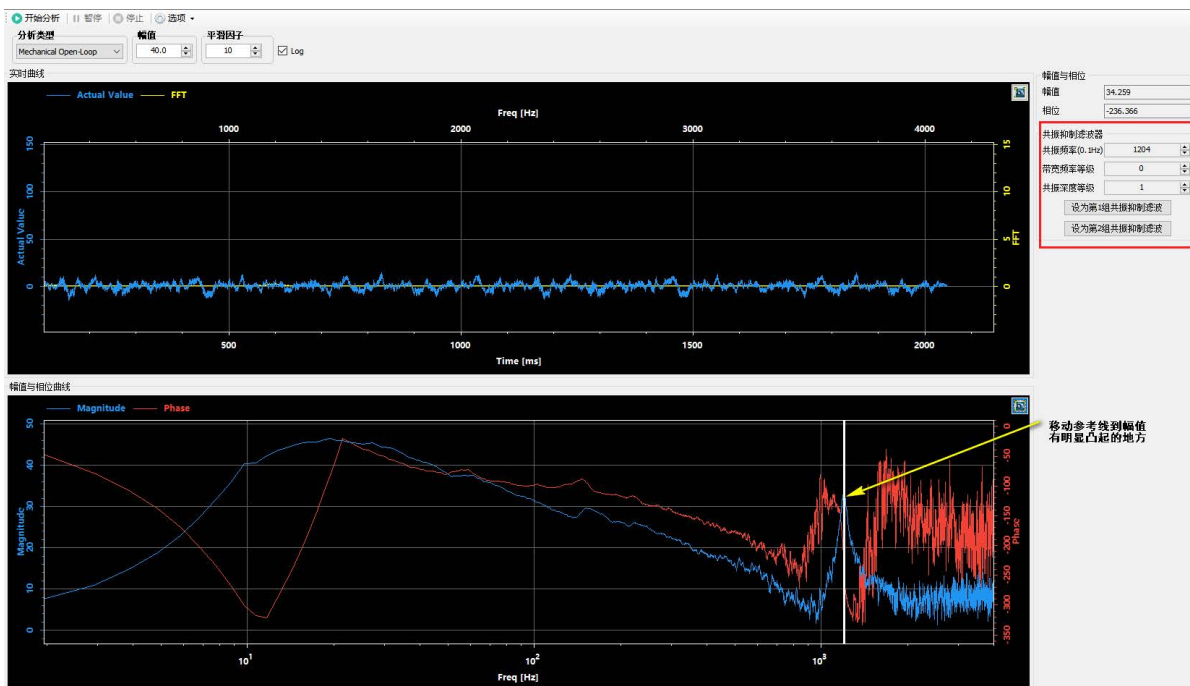 开始分析 暂停 停止 选项
分析类型 幅值 平滑因子
Mechanical Open-Loop 40.0 10 Log
实时曲线
Actual Value FFT
Freq [Hz]
1000 2000 3000 4000
150
100
50
0
Actual Value
15
10
5
0
FFT
500 1000 1500 2000
Time [ms]
幅值与相位
幅值 34.259
相位 -236.366
共振抑制滤波器
共振频率(0.1Hz) 1204
带宽频率等级 0
共振深度等级 1
设为第1组共振抑制滤波
设为第2组共振抑制滤波
幅值与相位曲线
Magnitude Phase
50
40
30
20
10
0
Magnitude
0
-50
-100
-150
-200
-250
-300
-350
Phase
10¹ 10² 10³
Freq [Hz]
移动参考线到幅值
有明显凸起的地方